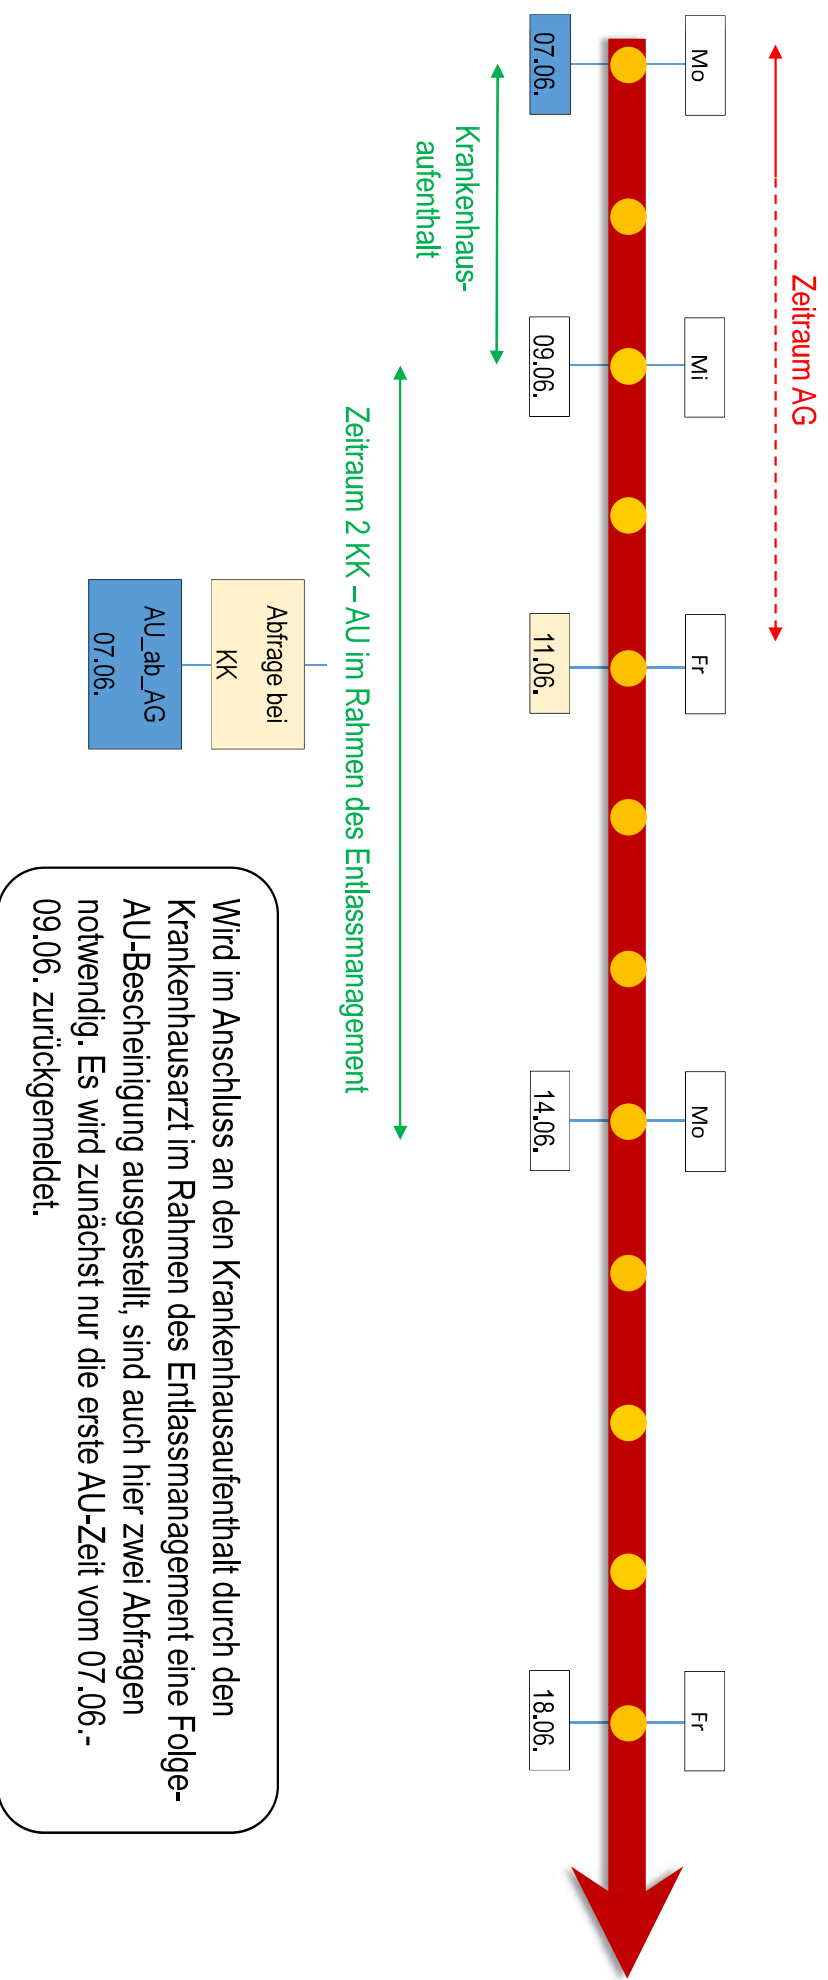 Zeitraum AG
Mo
Mi
Fr
Mo
Fr
07.06.
09.06.
11.06.
14.06.
18.06.
Krankenhaus-
aufenthalt
Zeitraum 2 KK – AU im Rahmen des Entlassmanagement
Abfrage bei
KK
AU_ab_AG
07.06.
Wird im Anschluss an den Krankenhausaufenthalt durch den
Krankenhausarzt im Rahmen des Entlassmanagement eine Folge-
AU-Bescheinigung ausgestellt, sind auch hier zwei Abfragen
notwendig. Es wird zunächst nur die erste AU-Zeit vom 07.06.-
09.06. zurückgemeldet.